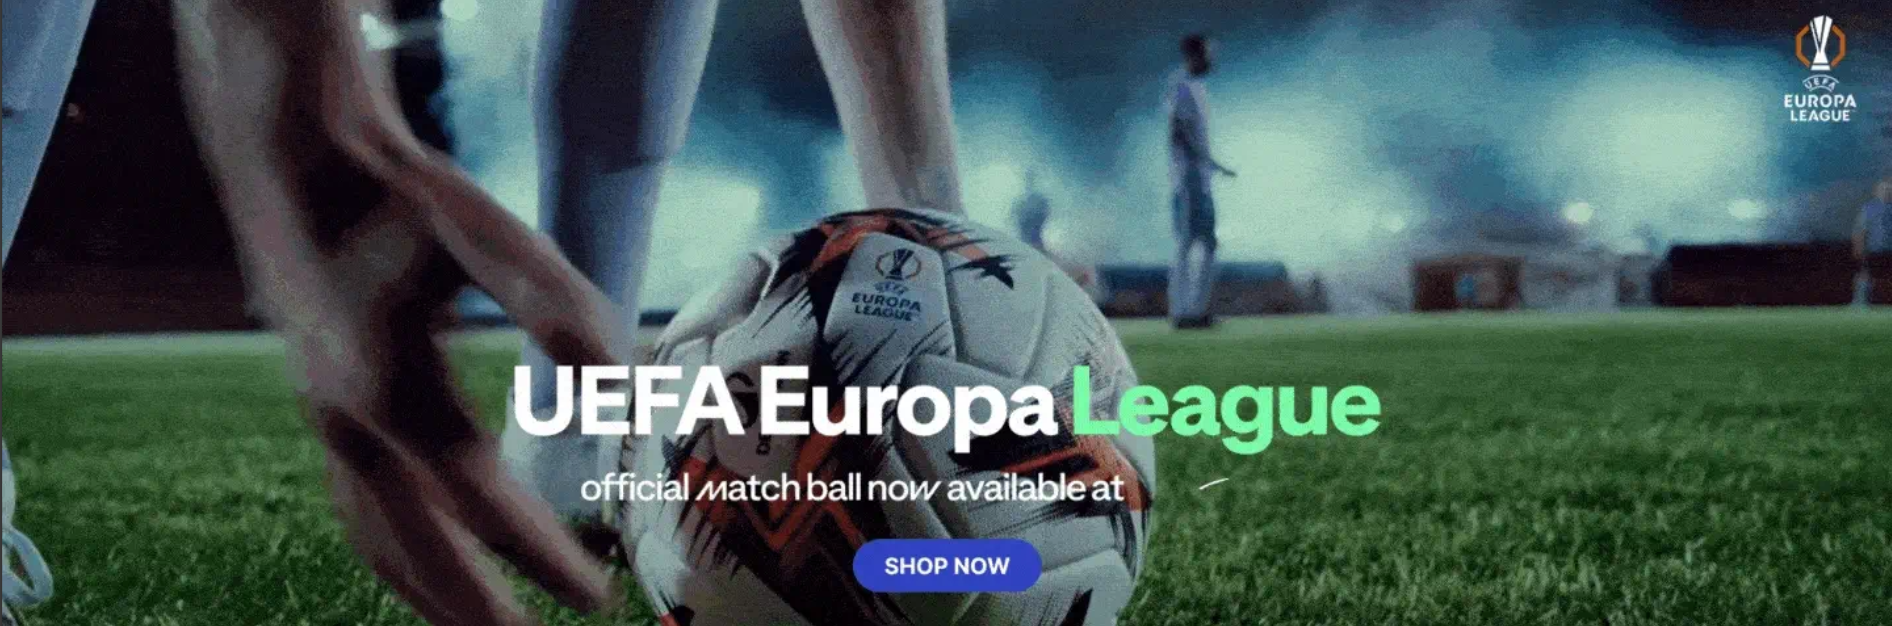 UEFA
EUROPA
LEAGUE
UEFA
EUROPA
LEAGUE
UEFA Europa League
official match ball now available at
SHOP NOW